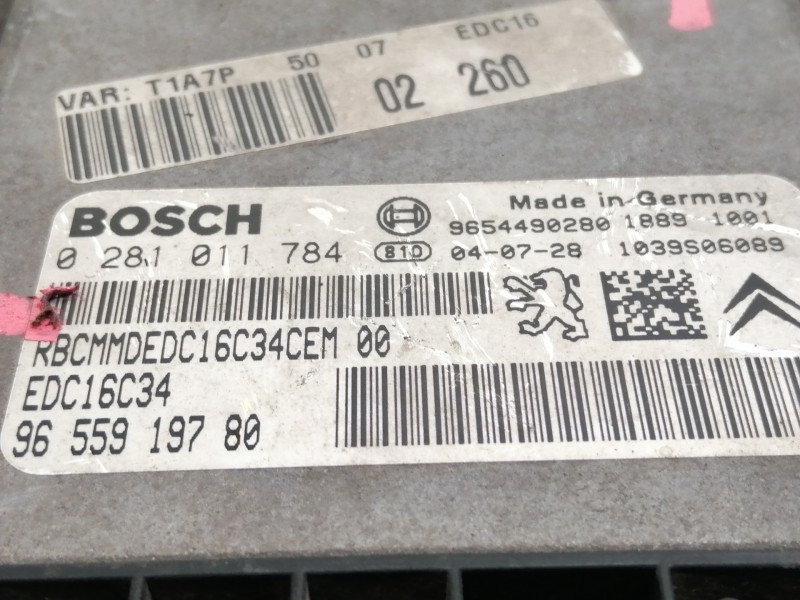 VAR: T1A7P 50 07 EDC16
02 260
BOSCH Made in Germany
9654490280 1889 1001
0 281 011 784 810 04-07-28 1039S06089
RBCMMDEDC16C34CEM 00
EDC16C34
96 559 197 80